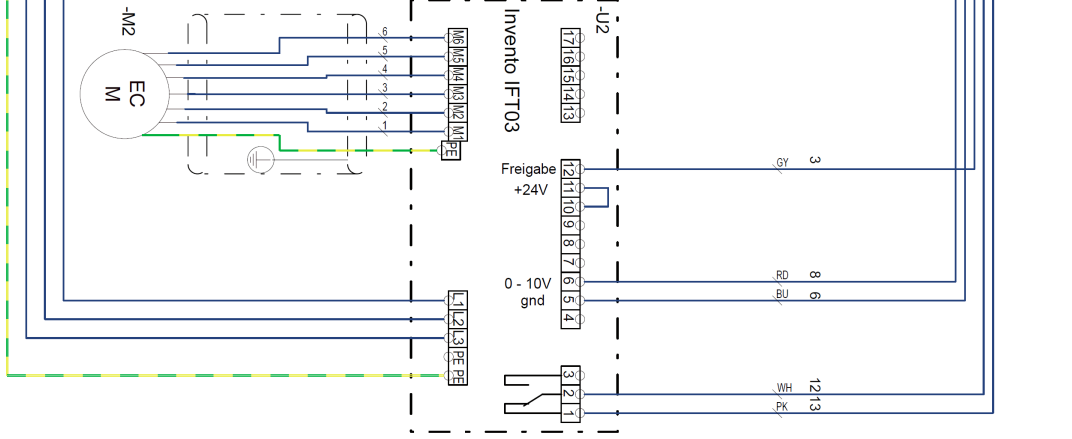 -M2
EC
M
6
5
4
3
2
1
M6
M5
M4
M3
M2
M1
PE
Invento IFT03
-U2
17
16
15
14
13
Freigabe
+24V
12
11
10
9
8
7
6
5
4
0 - 10V
gnd
GY 3
RD 8
BU 6
L1
L2
L3
PE
PE
3
2
1
WH 12
PK 13